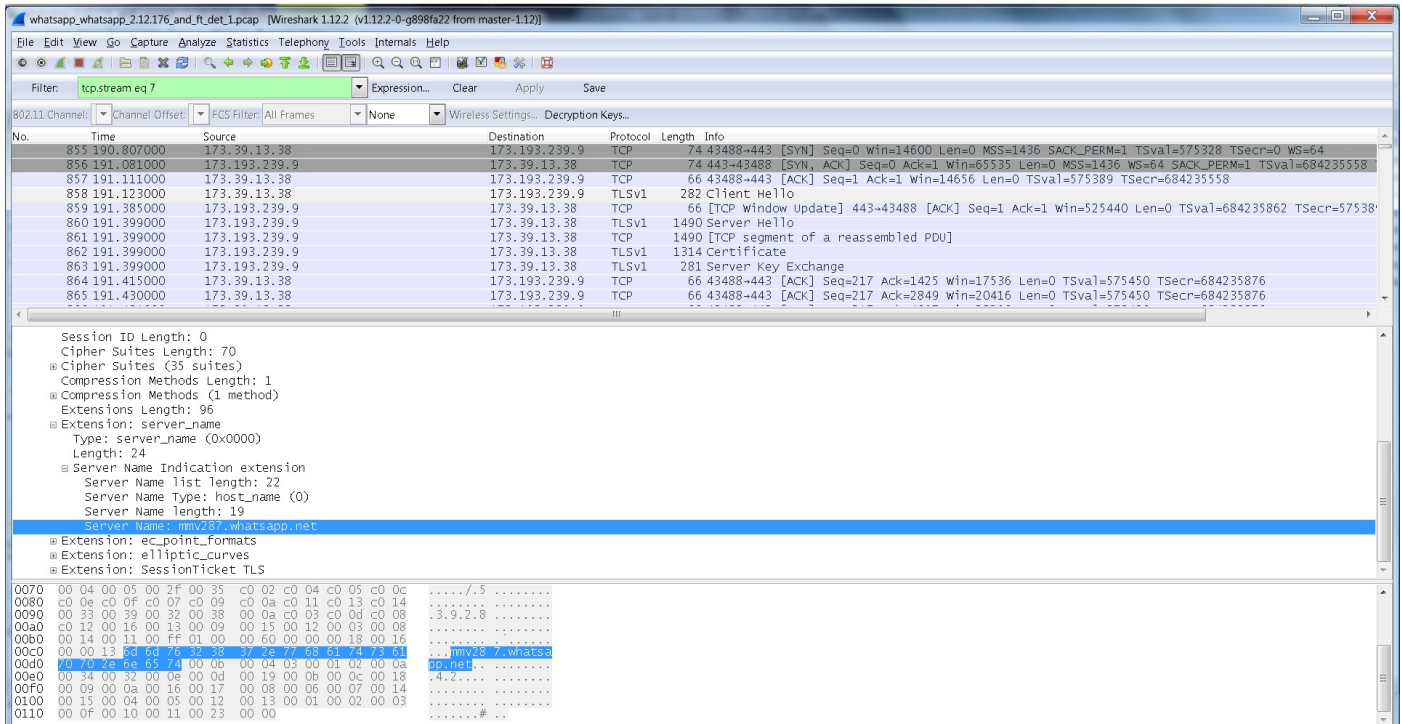 whatsapp_whatsapp_2.12.176_and_ft_det_1.pcap [Wireshark 1.12.2 (v1.12.2-0-g898fa22 from master-1.12)]
File Edit View Go Capture Analyze Statistics Telephony Tools Internals Help
Filter: tcp.stream eq 7 Expression... Clear Apply Save
802.11 Channel: Channel Offset: FCS Filter: All Frames None Wireless Settings... Decryption Keys...
No. Time Source Destination Protocol Length Info
855 190.807000 173.39.13.38 173.193.239.9 TCP 74 43488→443 [SYN] Seq=0 Win=14600 Len=0 MSS=1436 SACK_PERM=1 TSval=575328 TSecr=0 WS=64
856 191.081000 173.193.239.9 173.39.13.38 TCP 74 443→43488 [SYN, ACK] Seq=0 Ack=1 Win=65535 Len=0 MSS=1436 WS=64 SACK_PERM=1 TSval=684235558
857 191.111000 173.39.13.38 173.193.239.9 TCP 66 43488→443 [ACK] Seq=1 Ack=1 Win=14656 Len=0 TSval=575389 TSecr=684235558
858 191.123000 173.39.13.38 173.193.239.9 TLSv1 282 Client Hello
859 191.385000 173.193.239.9 173.39.13.38 TCP 66 [TCP Window Update] 443→43488 [ACK] Seq=1 Ack=1 Win=525440 Len=0 TSval=684235862 TSecr=57538
860 191.399000 173.193.239.9 173.39.13.38 TLSv1 1490 Server Hello
861 191.399000 173.193.239.9 173.39.13.38 TCP 1490 [TCP segment of a reassembled PDU]
862 191.399000 173.193.239.9 173.39.13.38 TLSv1 1314 Certificate
863 191.399000 173.193.239.9 173.39.13.38 TLSv1 281 Server Key Exchange
864 191.415000 173.39.13.38 173.193.239.9 TCP 66 43488→443 [ACK] Seq=217 Ack=1425 Win=17536 Len=0 TSval=575450 TSecr=684235876
865 191.430000 173.39.13.38 173.193.239.9 TCP 66 43488→443 [ACK] Seq=217 Ack=2849 Win=20416 Len=0 TSval=575450 TSecr=684235876
Session ID Length: 0
Cipher Suites Length: 70
Cipher Suites (35 suites)
Compression Methods Length: 1
Compression Methods (1 method)
Extensions Length: 96
Extension: server_name
Type: server_name (0x0000)
Length: 24
Server Name Indication extension
Server Name list length: 22
Server Name Type: host_name (0)
Server Name length: 19
Server Name: mmv287.whatsapp.net
Extension: ec_point_formats
Extension: elliptic_curves
Extension: SessionTicket TLS
0070 00 04 00 05 00 2f 00 35 c0 02 c0 04 c0 05 c0 0c ...../.5 ........
0080 c0 0e c0 0f c0 07 c0 09 c0 0a c0 11 c0 13 c0 14 ........ ........
0090 00 33 00 39 00 32 00 38 00 0a c0 03 c0 0d c0 08 .3.9.2.8 ........
00a0 c0 12 00 16 00 13 00 09 00 15 00 12 00 03 00 08 ........ ........
00b0 00 14 00 11 00 ff 01 00 00 60 00 00 00 18 00 16 ........ .`......
00c0 00 00 13 6d 6d 76 32 38 37 2e 77 68 61 74 73 61 ...mmv28 7.whatsa
00d0 70 70 2e 6e 65 74 00 0b 00 04 03 00 01 02 00 0a pp.net.. ........
00e0 00 34 00 32 00 0e 00 0d 00 19 00 0b 00 0c 00 18 .4.2.... ........
00f0 00 09 00 0a 00 16 00 17 00 08 00 06 00 07 00 14 ........ ........
0100 00 15 00 04 00 05 00 12 00 13 00 01 00 02 00 03 ........ ........
0110 00 0f 00 10 00 11 00 23 00 00 .......# ..